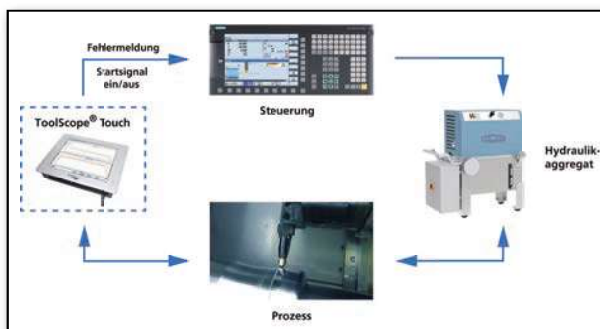 Fehlermeldung
Startsignal
ein/aus
Steuerung
ToolScope® Touch
Hydraulik-
aggregat
Prozess